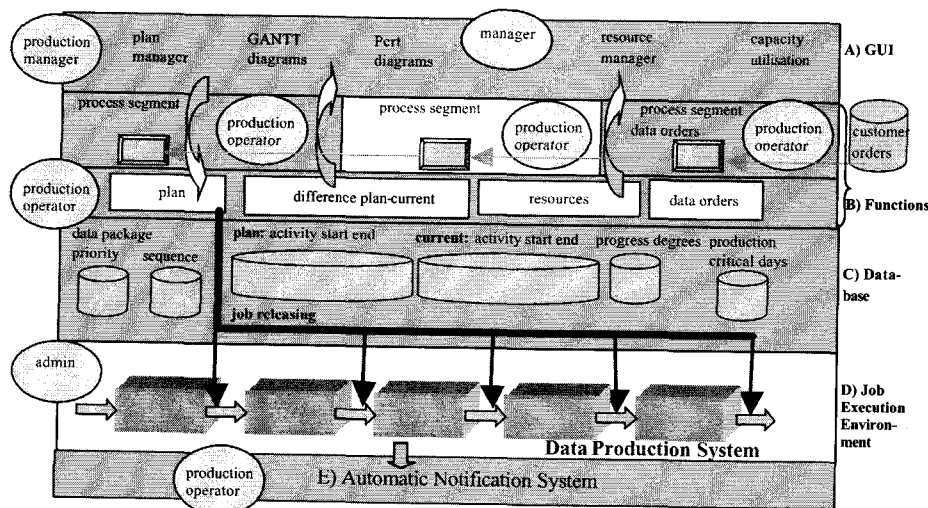 production
manager
plan
manager
GANTT
diagrams
Pert
diagrams
manager
resource
manager
capacity
utilisation
A) GUI
process segment
production
operator
process segment
production
operator
process segment
data orders
production
operator
customer
orders
production
operator
plan
difference plan-current
resources
data orders
B) Functions
data package
priority
sequence
plan: activity start end
current: activity start end
progress degrees
production
critical days
C) Data-
base
job releasing
admin
D) Job
Execution
Environ-
ment
Data Production System
production
operator
E) Automatic Notification System